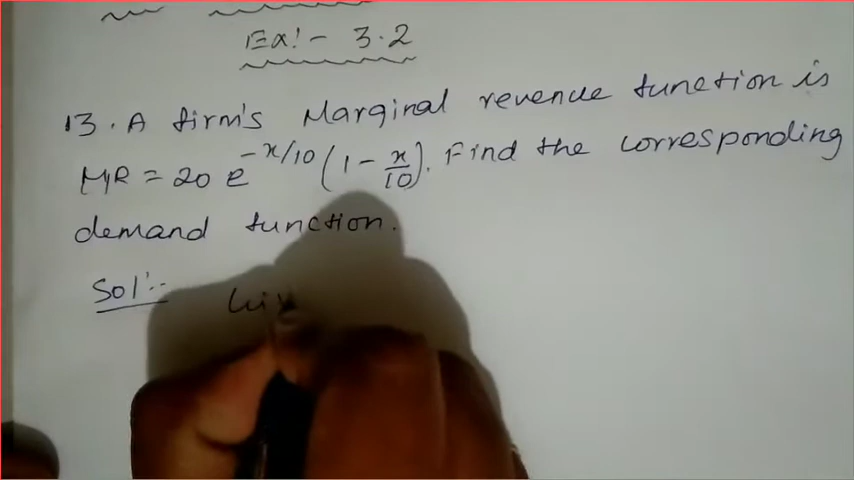 Ex! - 3.2
13. A firm's Marginal revenue function is
MR = 20 e^{-x/10} (1 - x/10). Find the corresponding
demand function.
Sol:-